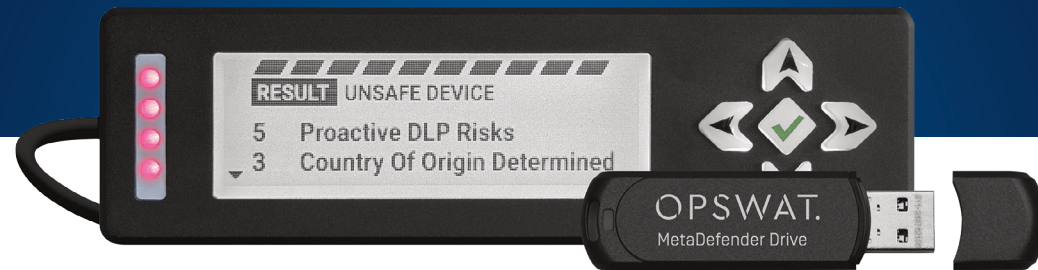 RESULT UNSAFE DEVICE
5 Proactive DLP Risks
3 Country Of Origin Determined
OPSWAT.
MetaDefender Drive